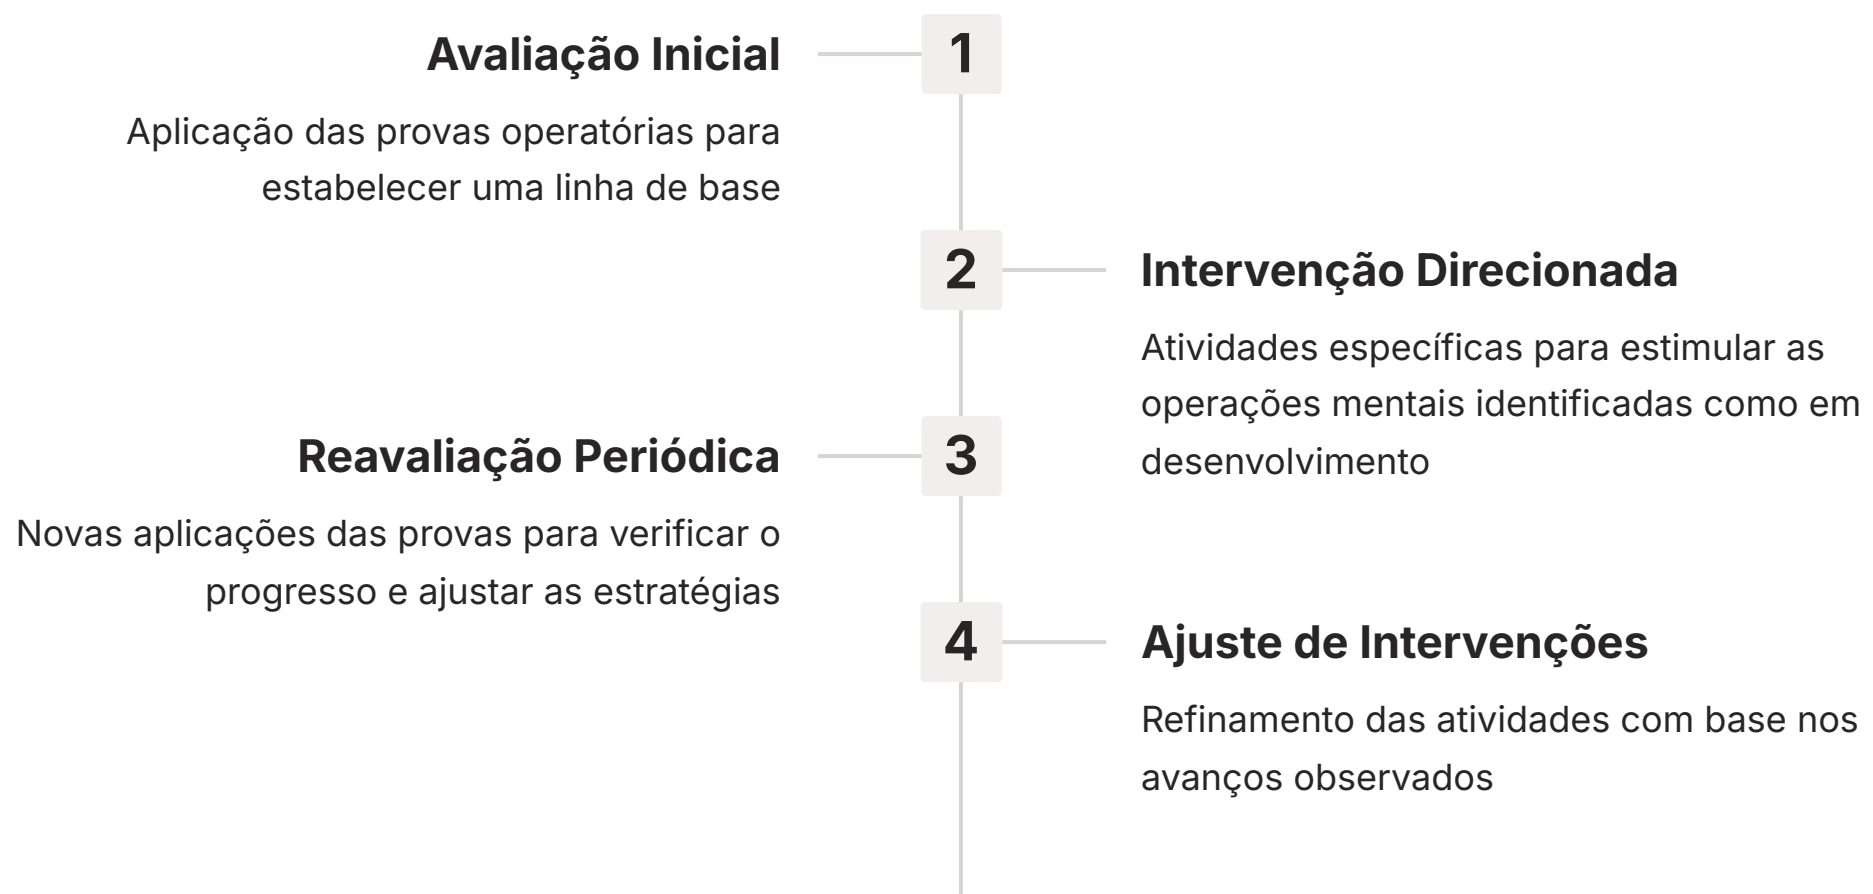 1
Avaliação Inicial
Aplicação das provas operatórias para
estabelecer uma linha de base
2
Intervenção Direcionada
Atividades específicas para estimular as
operações mentais identificadas como em
desenvolvimento
3
Reavaliação Periódica
Novas aplicações das provas para verificar o
progresso e ajustar as estratégias
4
Ajuste de Intervenções
Refinamento das atividades com base nos
avanços observados